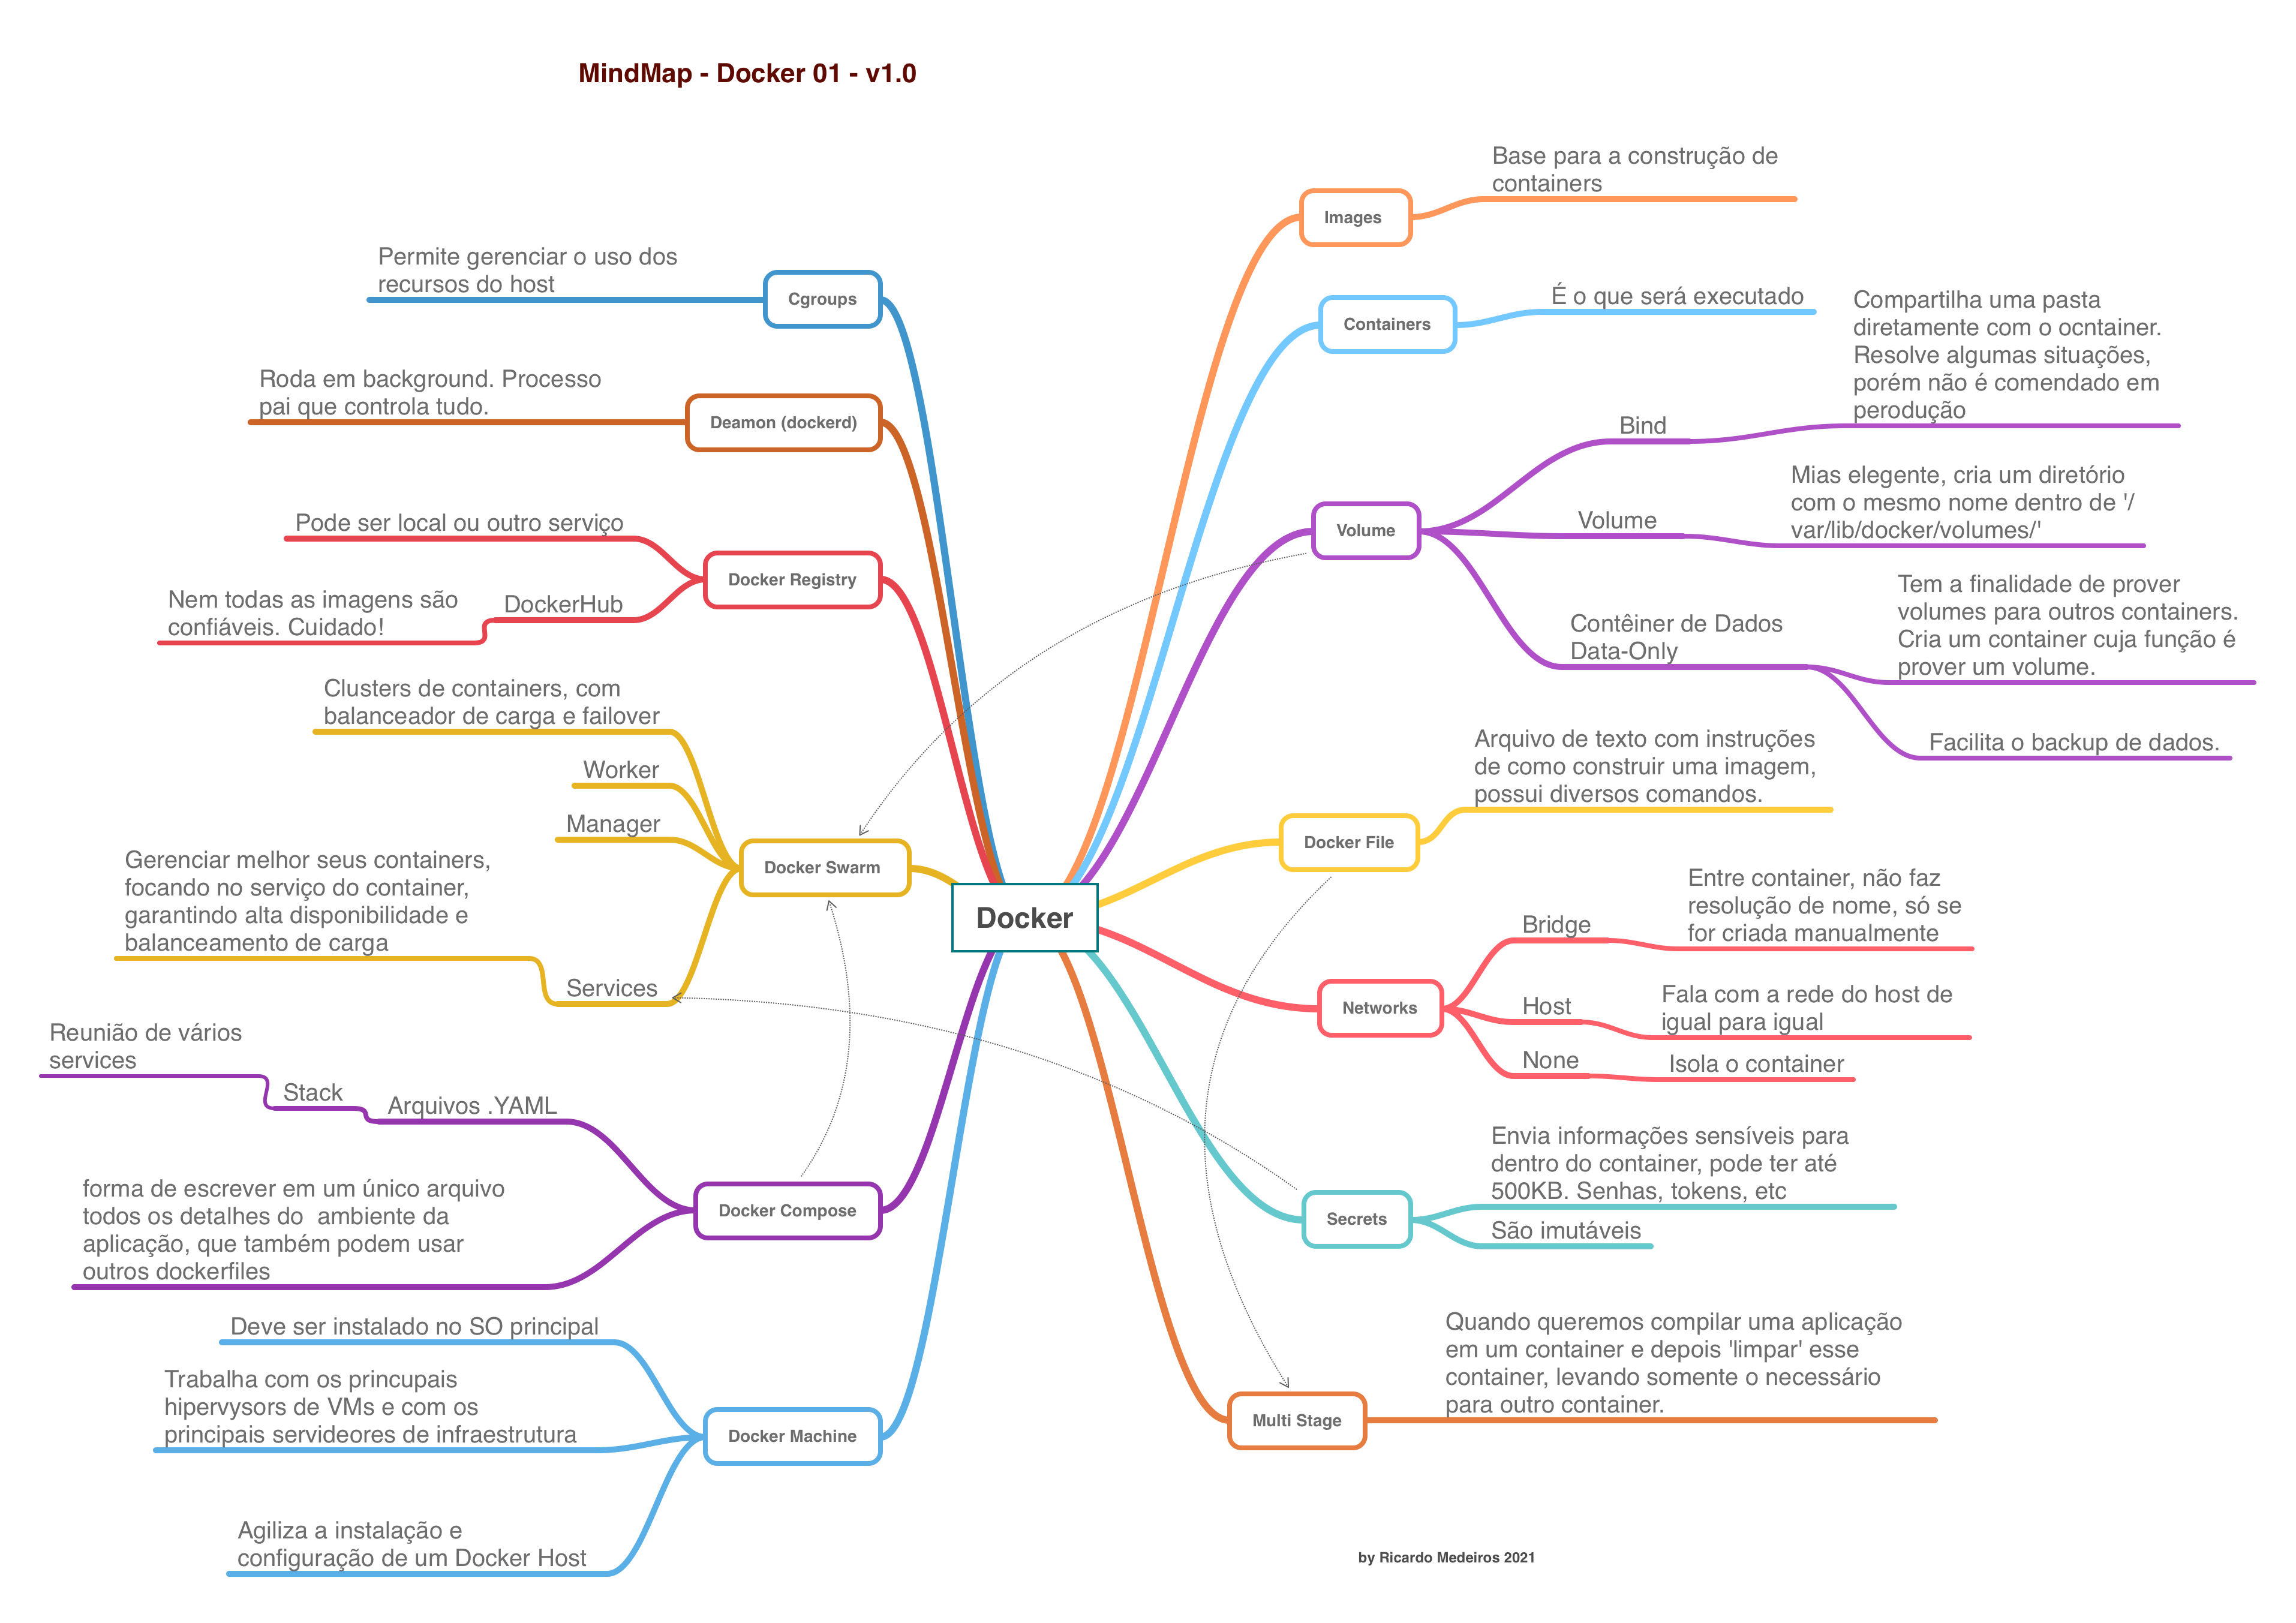 MindMap - Docker 01 - v1.0
Docker
Images
Base para a construção de
containers
Containers
É o que será executado
Volume
Bind
Compartilha uma pasta
diretamente com o ocntainer.
Resolve algumas situações,
porém não é comendado em
perodução
Volume
Mias elegente, cria um diretório
com o mesmo nome dentro de '/
var/lib/docker/volumes/'
Contêiner de Dados
Data-Only
Tem a finalidade de prover
volumes para outros containers.
Cria um container cuja função é
prover um volume.
Facilita o backup de dados.
Docker File
Arquivo de texto com instruções
de como construir uma imagem,
possui diversos comandos.
Networks
Bridge
Entre container, não faz
resolução de nome, só se
for criada manualmente
Host
Fala com a rede do host de
igual para igual
None
Isola o container
Secrets
Envia informações sensíveis para
dentro do container, pode ter até
500KB. Senhas, tokens, etc
São imutáveis
Multi Stage
Quando queremos compilar uma aplicação
em um container e depois 'limpar' esse
container, levando somente o necessário
para outro container.
Cgroups
Permite gerenciar o uso dos
recursos do host
Deamon (dockerd)
Roda em background. Processo
pai que controla tudo.
Docker Registry
Pode ser local ou outro serviço
DockerHub
Nem todas as imagens são
confiáveis. Cuidado!
Docker Swarm
Clusters de containers, com
balanceador de carga e failover
Worker
Manager
Services
Gerenciar melhor seus containers,
focando no serviço do container,
garantindo alta disponibilidade e
balanceamento de carga
Docker Compose
Arquivos .YAML
Stack
Reunião de vários
services
forma de escrever em um único arquivo
todos os detalhes do  ambiente da
aplicação, que também podem usar
outros dockerfiles
Docker Machine
Deve ser instalado no SO principal
Trabalha com os princupais
hipervysors de VMs e com os
principais servideores de infraestrutura
Agiliza a instalação e
configuração de um Docker Host
by Ricardo Medeiros 2021